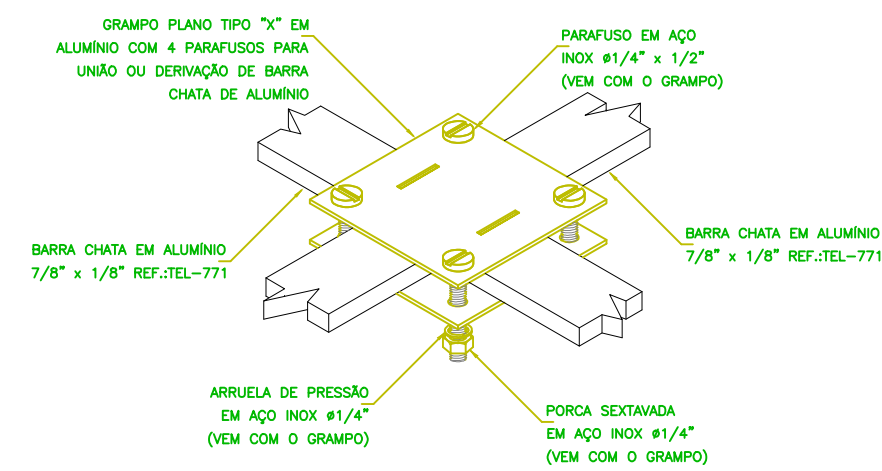 GRAMPO PLANO TIPO "X" EM
ALUMÍNIO COM 4 PARAFUSOS PARA
UNIÃO OU DERIVAÇÃO DE BARRA
CHATA DE ALUMÍNIO
PARAFUSO EM AÇO
INOX ø1/4" x 1/2"
(VEM COM O GRAMPO)
BARRA CHATA EM ALUMÍNIO
7/8" x 1/8" REF.:TEL-771
BARRA CHATA EM ALUMÍNIO
7/8" x 1/8" REF.:TEL-771
ARRUELA DE PRESSÃO
EM AÇO INOX ø1/4"
(VEM COM O GRAMPO)
PORCA SEXTAVADA
EM AÇO INOX ø1/4"
(VEM COM O GRAMPO)